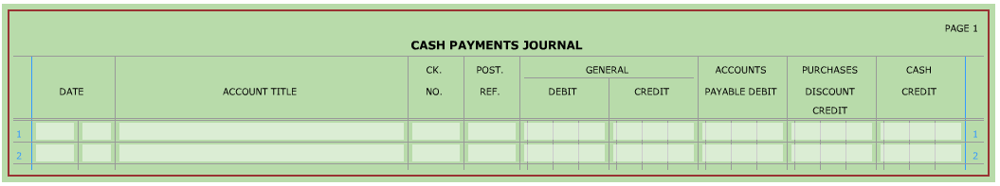 PAGE 1
CASH PAYMENTS JOURNAL
CK. POST. GENERAL ACCOUNTS PURCHASES CASH
DATE ACCOUNT TITLE NO. REF. DEBIT CREDIT PAYABLE DEBIT DISCOUNT CREDIT
CREDIT
1 1
2 2